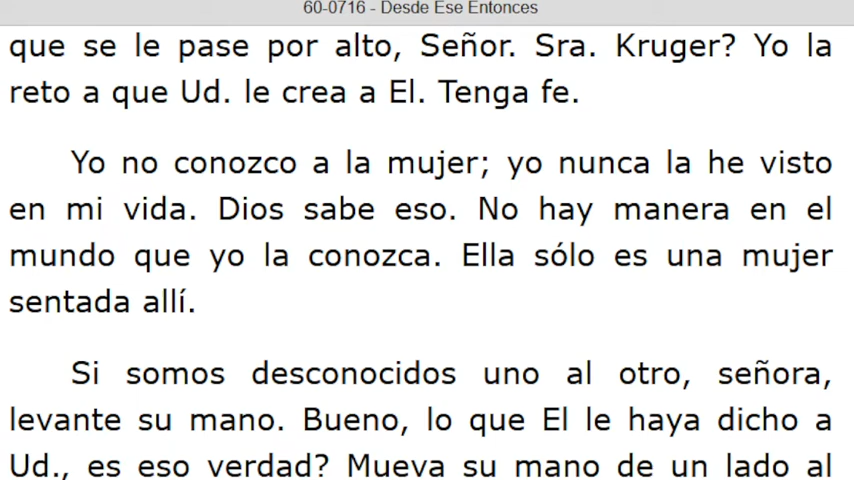 60-0716 - Desde Ese Entonces
que se le pase por alto, Señor. Sra. Kruger? Yo la
reto a que Ud. le crea a El. Tenga fe.
Yo no conozco a la mujer; yo nunca la he visto
en mi vida. Dios sabe eso. No hay manera en el
mundo que yo la conozca. Ella sólo es una mujer
sentada allí.
Si somos desconocidos uno al otro, señora,
levante su mano. Bueno, lo que El le haya dicho a
Ud., es eso verdad? Mueva su mano de un lado al